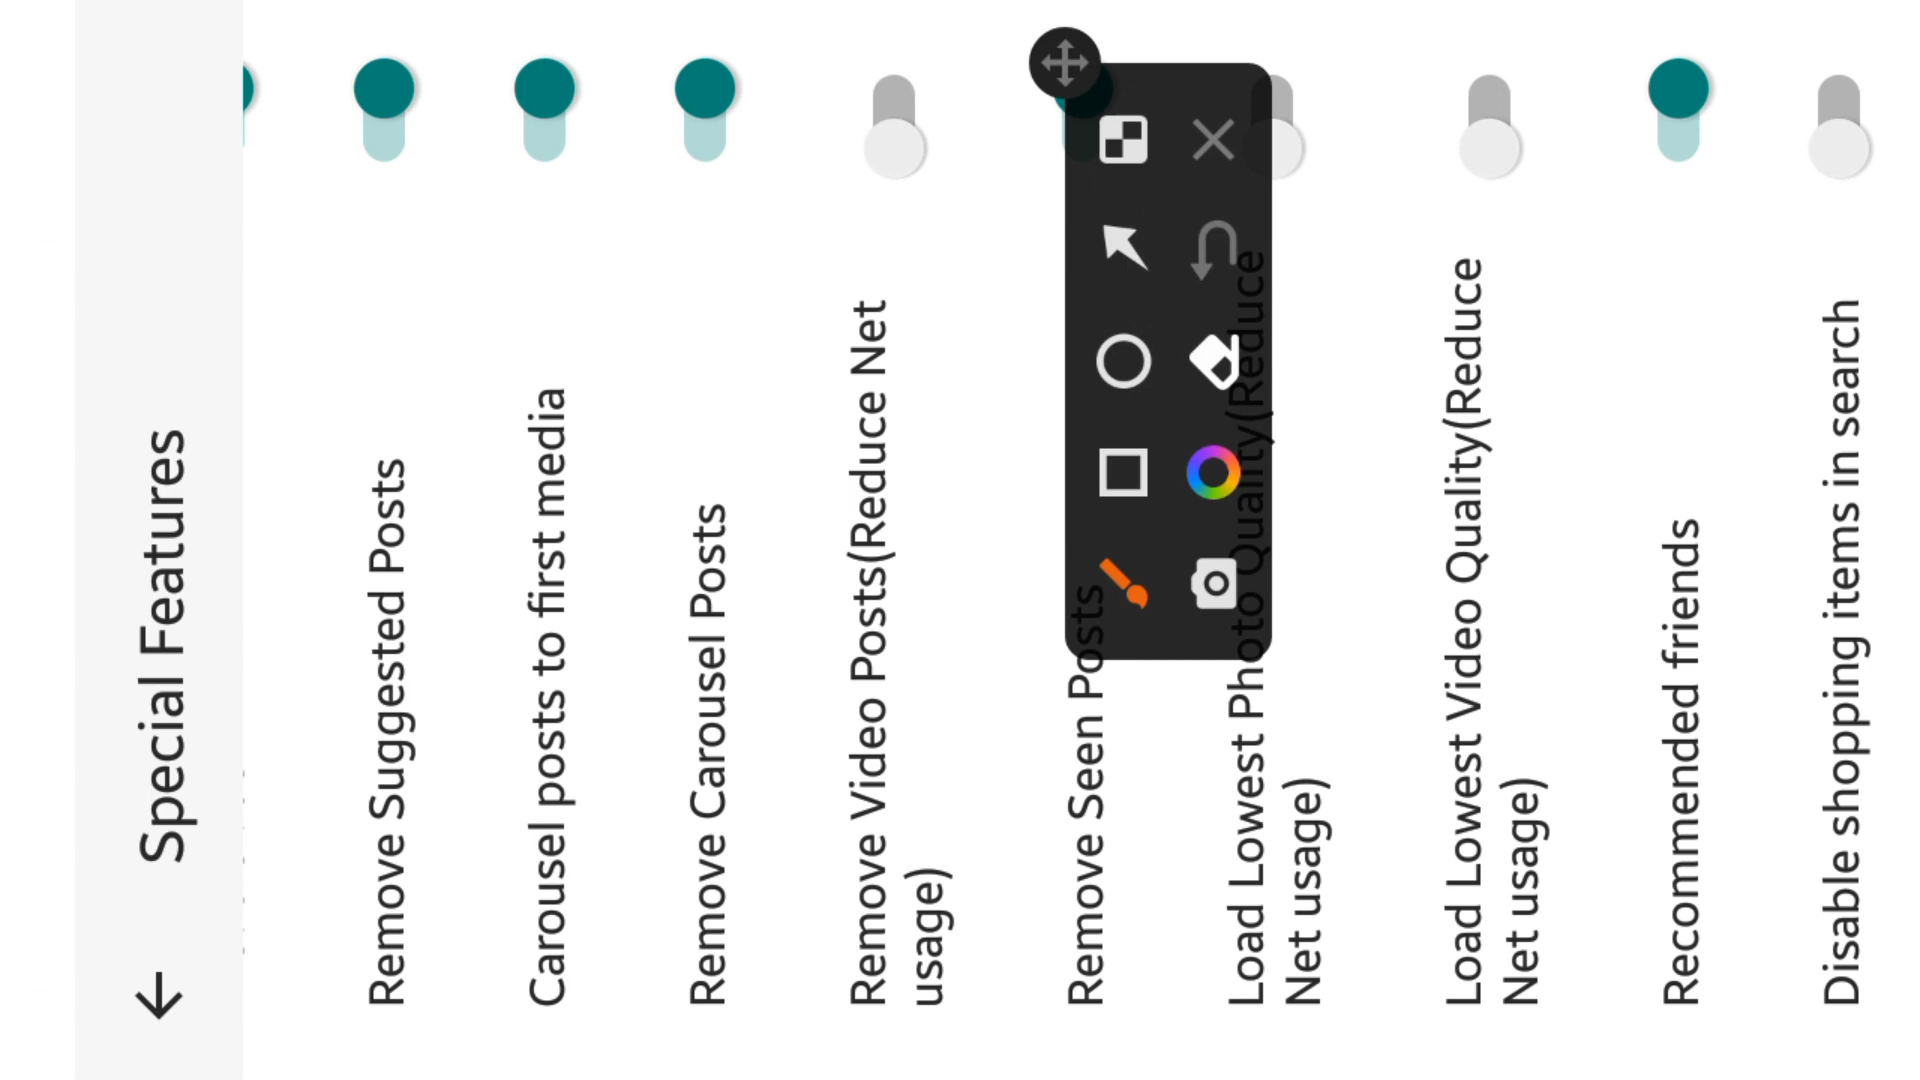 Special Features
Remove Suggested Posts
Carousel posts to first media
Remove Carousel Posts
Remove Video Posts(Reduce Net
usage)
Remove Seen Posts
Load Lowest Photo Quality(Reduce
Net usage)
Load Lowest Video Quality(Reduce
Net usage)
Recommended friends
Disable shopping items in search